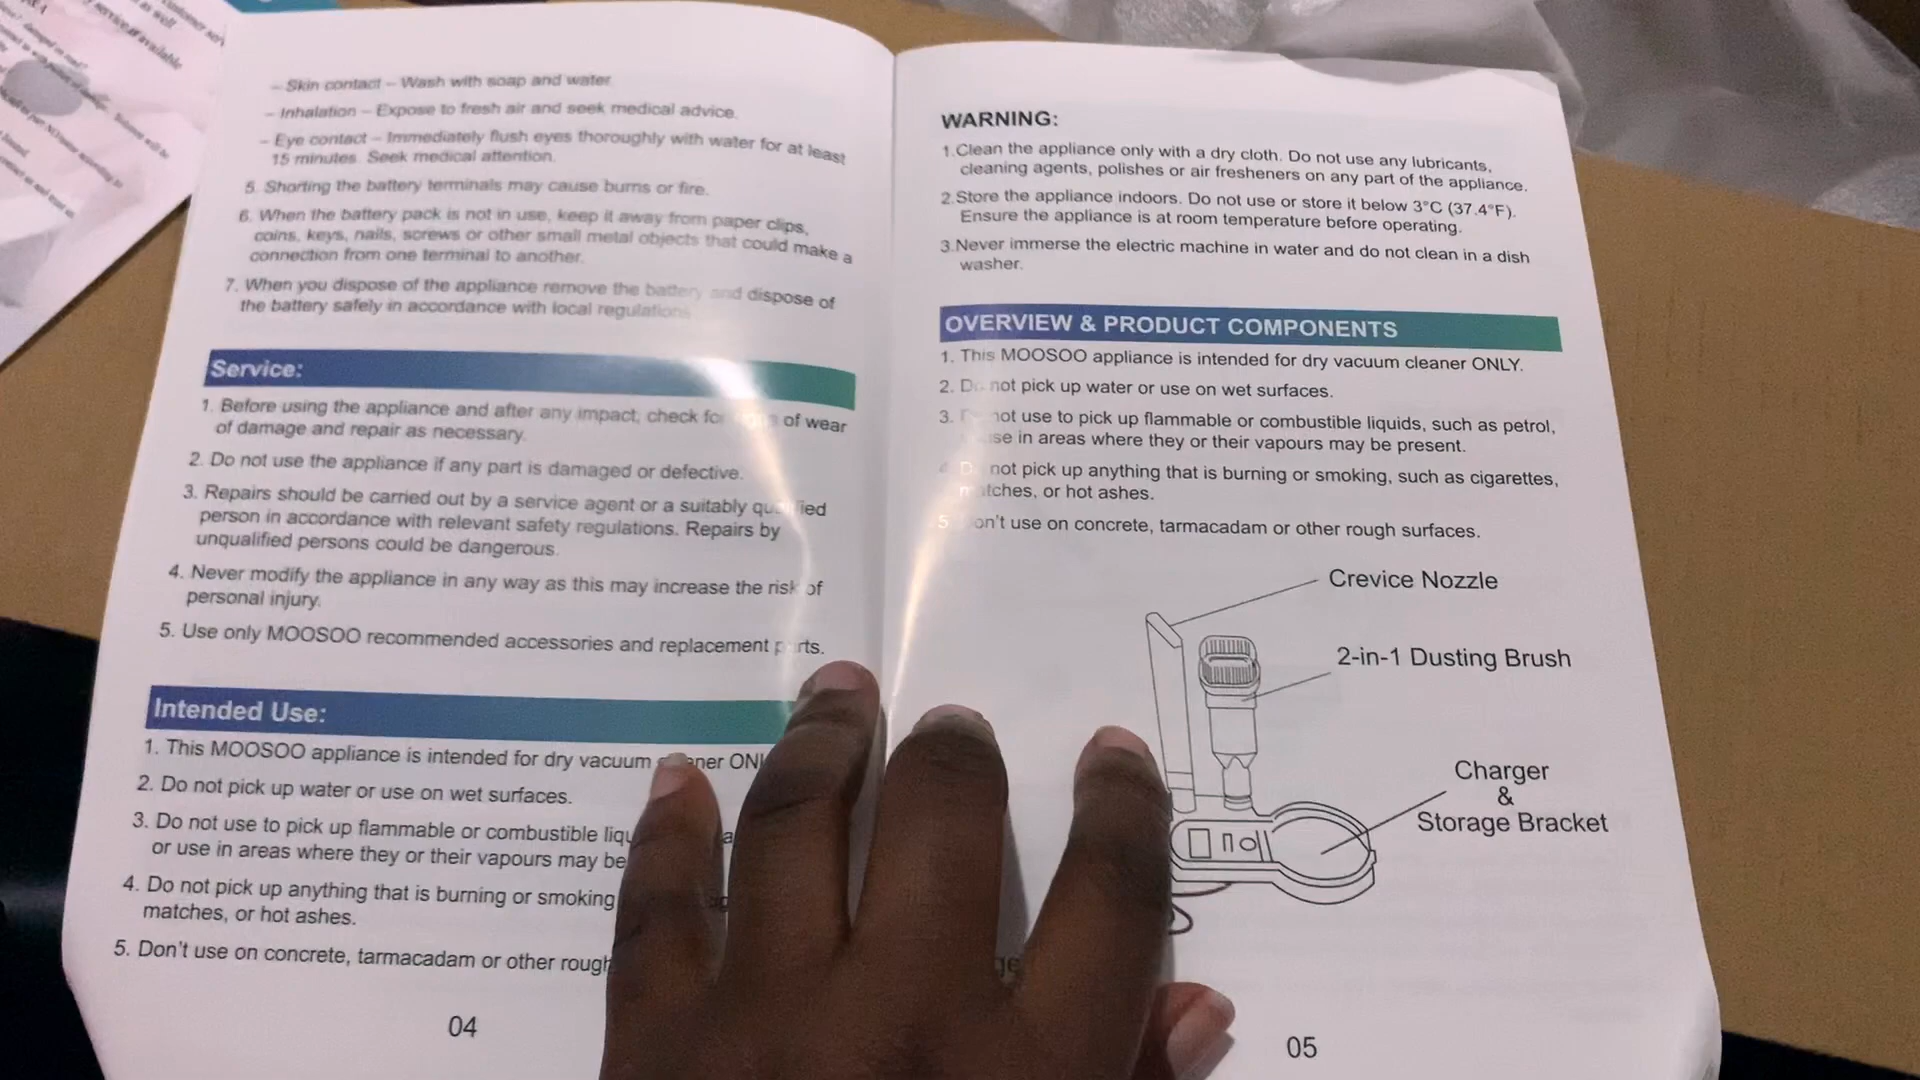 – Skin contact – Wash with soap and water.
– Inhalation – Expose to fresh air and seek medical advice.
– Eye contact – Immediately flush eyes thoroughly with water for at least
15 minutes. Seek medical attention.
5. Shorting the battery terminals may cause burns or fire.
6. When the battery pack is not in use, keep it away from paper clips,
coins, keys, nails, screws or other small metal objects that could make a
connection from one terminal to another.
7. When you dispose of the appliance remove the battery and dispose of
the battery safely in accordance with local regulations
Service:
1. Before using the appliance and after any impact, check for of wear
of damage and repair as necessary.
2. Do not use the appliance if any part is damaged or defective.
3. Repairs should be carried out by a service agent or a suitably qualified
person in accordance with relevant safety regulations. Repairs by
unqualified persons could be dangerous.
4. Never modify the appliance in any way as this may increase the risk of
personal injury.
5. Use only MOOSOO recommended accessories and replacement parts.
Intended Use:
1. This MOOSOO appliance is intended for dry vacuum cleaner ONL
2. Do not pick up water or use on wet surfaces.
3. Do not use to pick up flammable or combustible liqu
or use in areas where they or their vapours may be
4. Do not pick up anything that is burning or smoking
matches, or hot ashes.
5. Don't use on concrete, tarmacadam or other rough
04
WARNING:
1.Clean the appliance only with a dry cloth. Do not use any lubricants,
cleaning agents, polishes or air fresheners on any part of the appliance.
2.Store the appliance indoors. Do not use or store it below 3°C (37.4°F).
Ensure the appliance is at room temperature before operating.
3.Never immerse the electric machine in water and do not clean in a dish
washer.
OVERVIEW & PRODUCT COMPONENTS
1. This MOOSOO appliance is intended for dry vacuum cleaner ONLY.
2. Do not pick up water or use on wet surfaces.
3. Do not use to pick up flammable or combustible liquids, such as petrol,
use in areas where they or their vapours may be present.
4. Do not pick up anything that is burning or smoking, such as cigarettes,
matches, or hot ashes.
5. Don't use on concrete, tarmacadam or other rough surfaces.
Crevice Nozzle
2-in-1 Dusting Brush
Charger
&
Storage Bracket
05